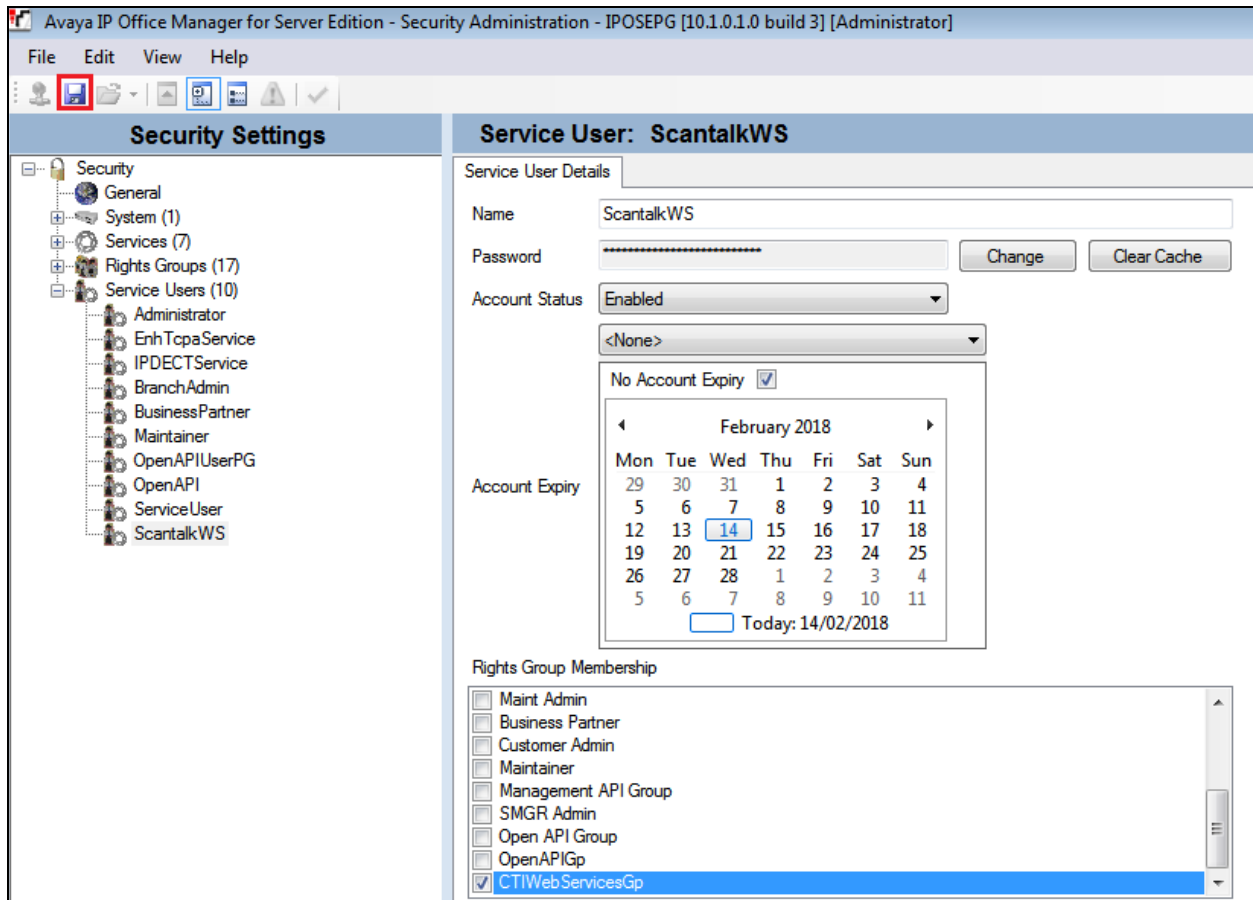 Avaya IP Office Manager for Server Edition - Security Administration - IPOSEPG [10.1.0.1.0 build 3] [Administrator]
File Edit View Help
Security Settings
Security
General
System (1)
Services (7)
Rights Groups (17)
Service Users (10)
Administrator
EnhTcpaService
IPDECTService
BranchAdmin
BusinessPartner
Maintainer
OpenAPIUserPG
OpenAPI
ServiceUser
ScantalkWS
Service User: ScantalkWS
Service User Details
Name ScantalkWS
Password *************************** Change Clear Cache
Account Status Enabled
<None>
No Account Expiry
February 2018
Mon Tue Wed Thu Fri Sat Sun
29 30 31 1 2 3 4
5 6 7 8 9 10 11
12 13 14 15 16 17 18
19 20 21 22 23 24 25
26 27 28 1 2 3 4
5 6 7 8 9 10 11
Today: 14/02/2018
Account Expiry
Rights Group Membership
Maint Admin
Business Partner
Customer Admin
Maintainer
Management API Group
SMGR Admin
Open API Group
OpenAPIGp
CTIWebServicesGp